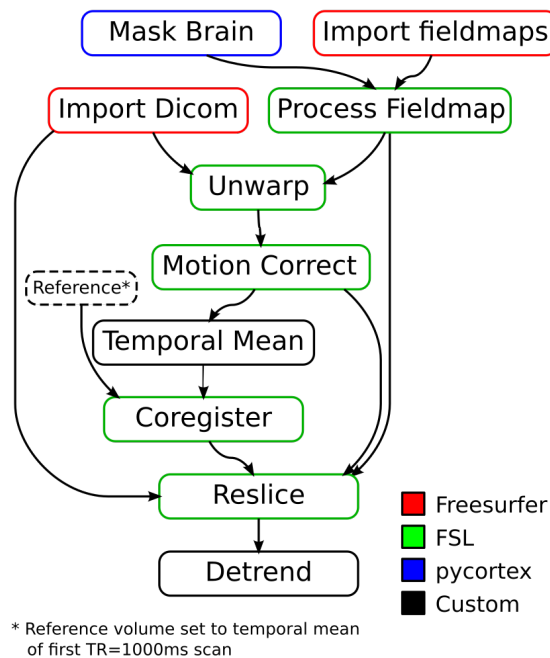 Mask Brain
Import fieldmaps
Import Dicom
Process Fieldmap
Unwarp
Motion Correct
Reference*
Temporal Mean
Coregister
Reslice
Detrend
Freesurfer
FSL
pycortex
Custom
* Reference volume set to temporal mean
of first TR=1000ms scan